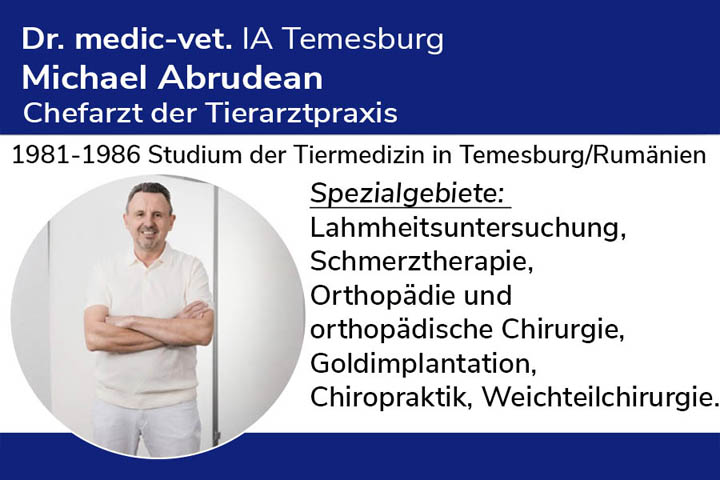 Dr. medic-vet. IA Temesburg
Michael Abrudean
Chefarzt der Tierarztpraxis
1981-1986 Studium der Tiermedizin in Temesburg/Rumänien
Spezialgebiete:
Lahmheitsuntersuchung,
Schmerztherapie,
Orthopädie und
orthopädische Chirurgie,
Goldimplantation,
Chiropraktik, Weichteilchirurgie.